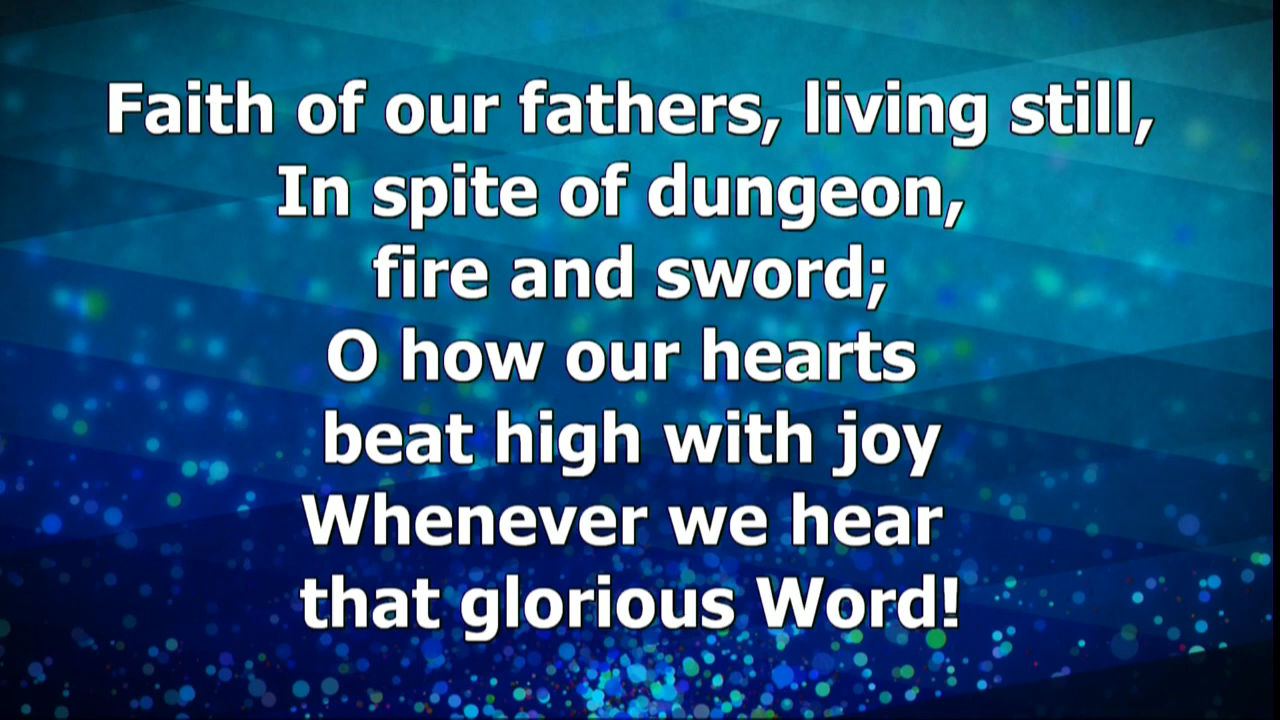 Faith of our fathers, living still,
In spite of dungeon,
fire and sword;
O how our hearts
beat high with joy
Whenever we hear
that glorious Word!